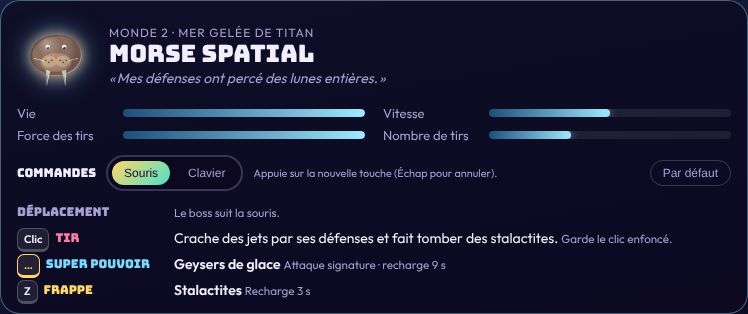 MONDE 2 · MER GELÉE DE TITAN
MORSE SPATIAL
« Mes défenses ont percé des lunes entières. »
Vie
Vitesse
Force des tirs
Nombre de tirs
COMMANDES Souris Clavier Appuie sur la nouvelle touche (Échap pour annuler). Par défaut
DÉPLACEMENT Le boss suit la souris.
Clic TIR Crache des jets par ses défenses et fait tomber des stalactites. Garde le clic enfoncé.
... SUPER POUVOIR Geysers de glace Attaque signature · recharge 9 s
Z FRAPPE Stalactites Recharge 3 s